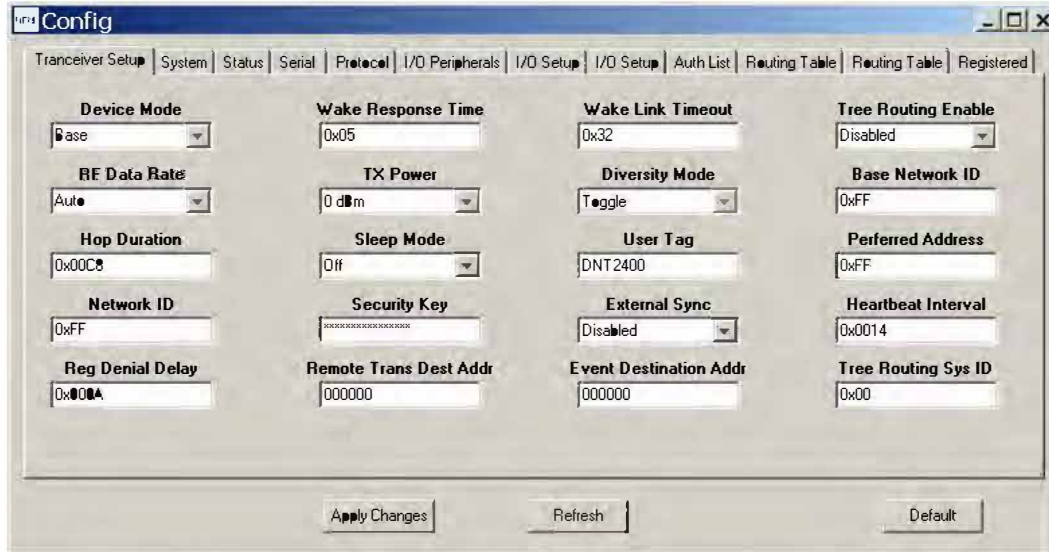 Config
Tranceiver Setup System Status Serial Protocol I/O Peripherals I/O Setup I/O Setup Auth List Routing Table Routing Table Registered
Device Mode Wake Response Time Wake Link Timeout Tree Routing Enable
Base 0x05 0x32 Disabled
RF Data Rate TX Power Diversity Mode Base Network ID
Auto 0 dBm Toggle 0xFF
Hop Duration Sleep Mode User Tag Perferred Address
0x00C8 Off DNT2400 0xFF
Network ID Security Key External Sync Heartbeat Interval
0xFF **************** Disabled 0x0014
Reg Denial Delay Remote Trans Dest Addr Event Destination Addr Tree Routing Sys ID
0x000A 000000 000000 0x00
Apply Changes Refresh Default